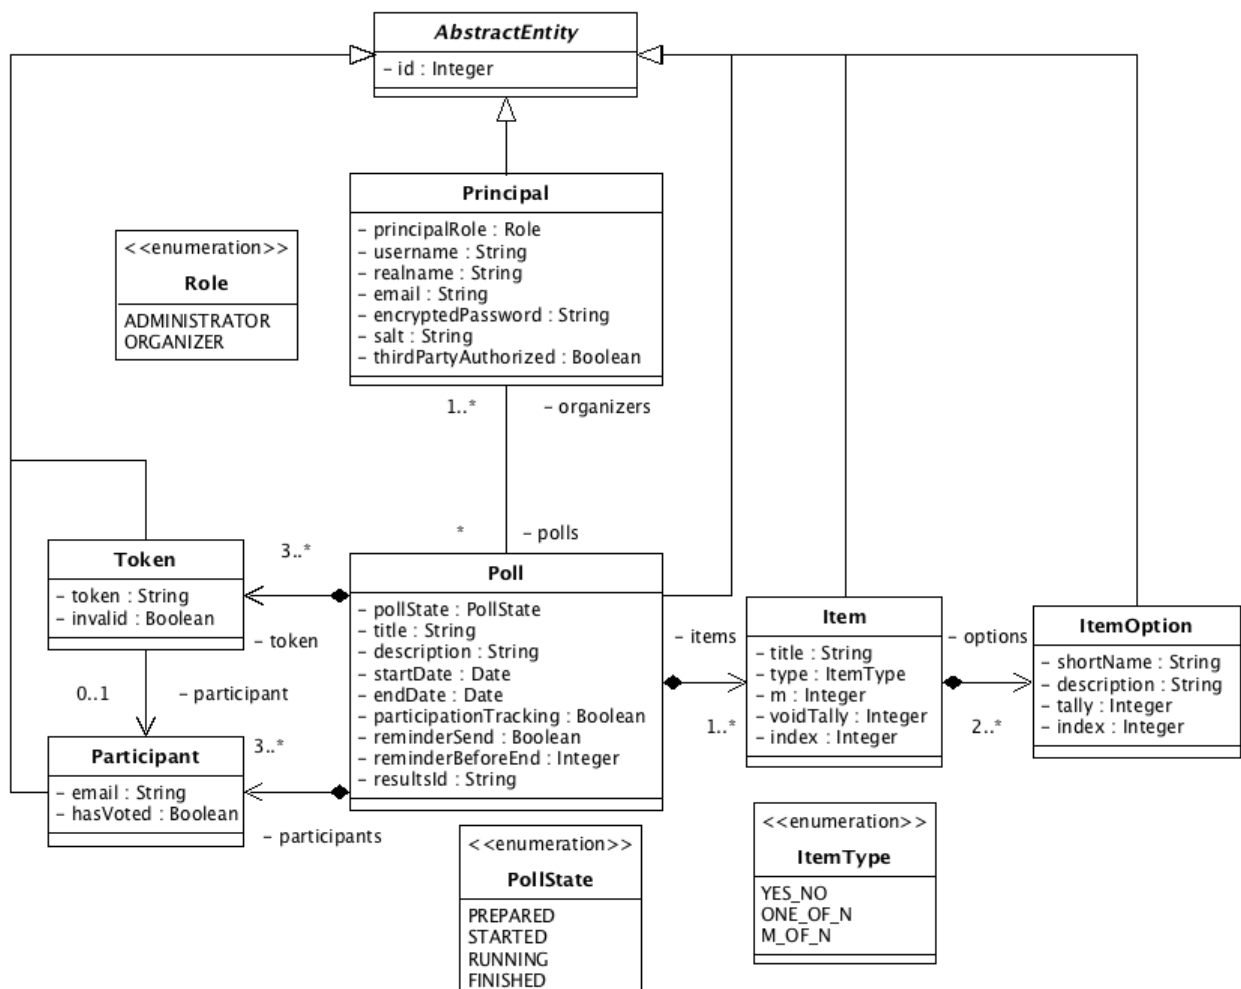 AbstractEntity
– id : Integer
Principal
– principalRole : Role
– username : String
– realname : String
– email : String
– encryptedPassword : String
– salt : String
– thirdPartyAuthorized : Boolean
<<enumeration>>
Role
ADMINISTRATOR
ORGANIZER
1..*
– organizers
*
– polls
Token
– token : String
– invalid : Boolean
3..*
– token
0..1
– participant
Participant
– email : String
– hasVoted : Boolean
3..*
– participants
Poll
– pollState : PollState
– title : String
– description : String
– startDate : Date
– endDate : Date
– participationTracking : Boolean
– reminderSend : Boolean
– reminderBeforeEnd : Integer
– resultsId : String
– items
1..*
Item
– title : String
– type : ItemType
– m : Integer
– voidTally : Integer
– index : Integer
– options
2..*
ItemOption
– shortName : String
– description : String
– tally : Integer
– index : Integer
<<enumeration>>
PollState
PREPARED
STARTED
RUNNING
FINISHED
<<enumeration>>
ItemType
YES_NO
ONE_OF_N
M_OF_N